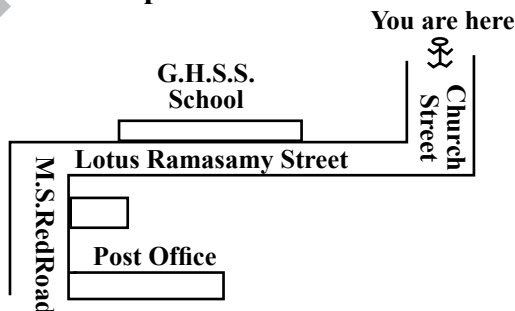 You are here
G.H.S.S.
School
Church
Street
Lotus Ramasamy Street
M.S.RedRoad
Post Office